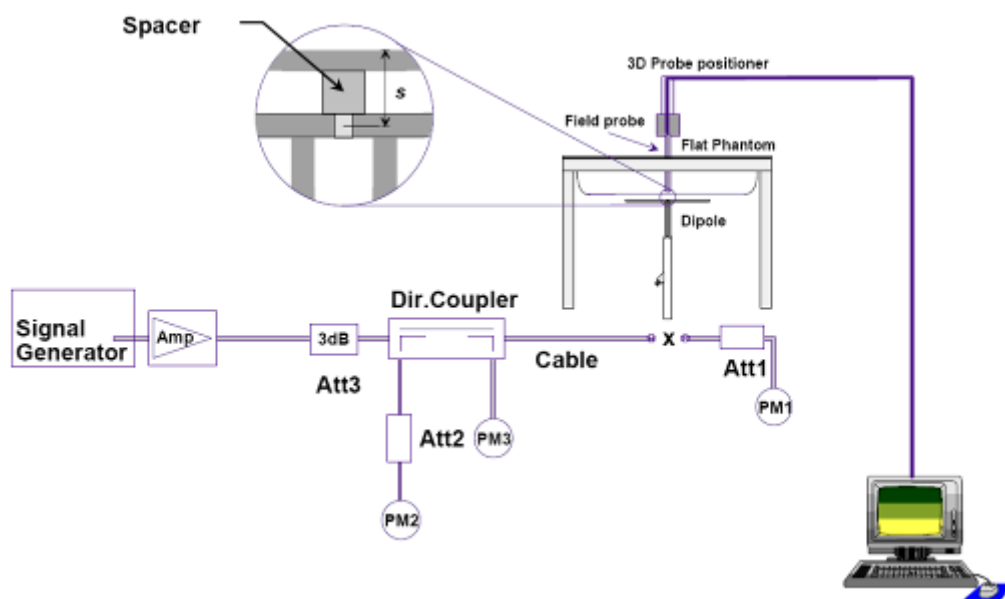 Spacer
s
3D Probe positioner
Field probe
Flat Phantom
Dipole
Dir.Coupler
Signal
Generator
Amp
3dB
Att3
Cable
x
Att1
PM1
Att2
PM3
PM2